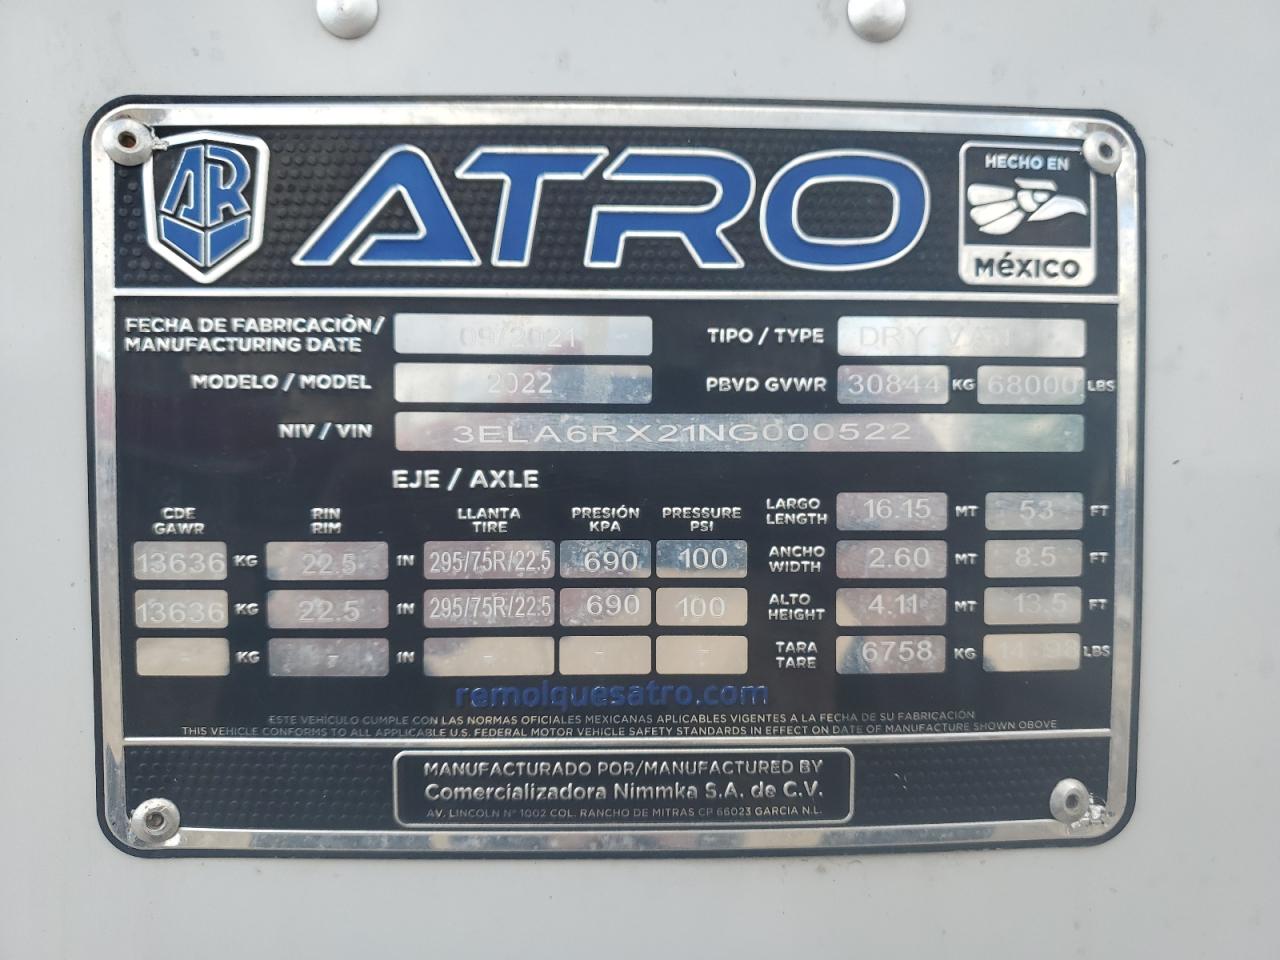 AR ATRO HECHO EN MÉXICO
FECHA DE FABRICACIÓN/ MANUFACTURING DATE 09/2021 TIPO / TYPE DRY VAN
MODELO / MODEL 2022 PBVD GVWR 30844 KG 68000 LBS
NIV / VIN 3ELA6RX21NG000522
EJE / AXLE
CDE GAWR RIN RIM LLANTA TIRE PRESIÓN KPA PRESSURE PSI LARGO LENGTH 16.15 MT 53 FT
13636 KG 22.5 IN 295/75R/22.5 690 100 ANCHO WIDTH 2.60 MT 8.5 FT
13636 KG 22.5 IN 295/75R/22.5 690 100 ALTO HEIGHT 4.11 MT 13.5 FT
- KG - IN - - - TARA TARE 6758 KG LBS
remolquesatro.com
ESTE VEHÍCULO CUMPLE CON LAS NORMAS OFICIALES MEXICANAS APLICABLES VIGENTES A LA FECHA DE SU FABRICACIÓN
THIS VEHICLE CONFORMS TO ALL APPLICABLE U.S. FEDERAL MOTOR VEHICLE SAFETY STANDARDS IN EFFECT ON DATE OF MANUFACTURE SHOWN OBOVE
MANUFACTURADO POR/MANUFACTURED BY
Comercializadora Nimmka S.A. de C.V.
AV. LINCOLN N° 1002 COL. RANCHO DE MITRAS CP 66023 GARCIA N.L.